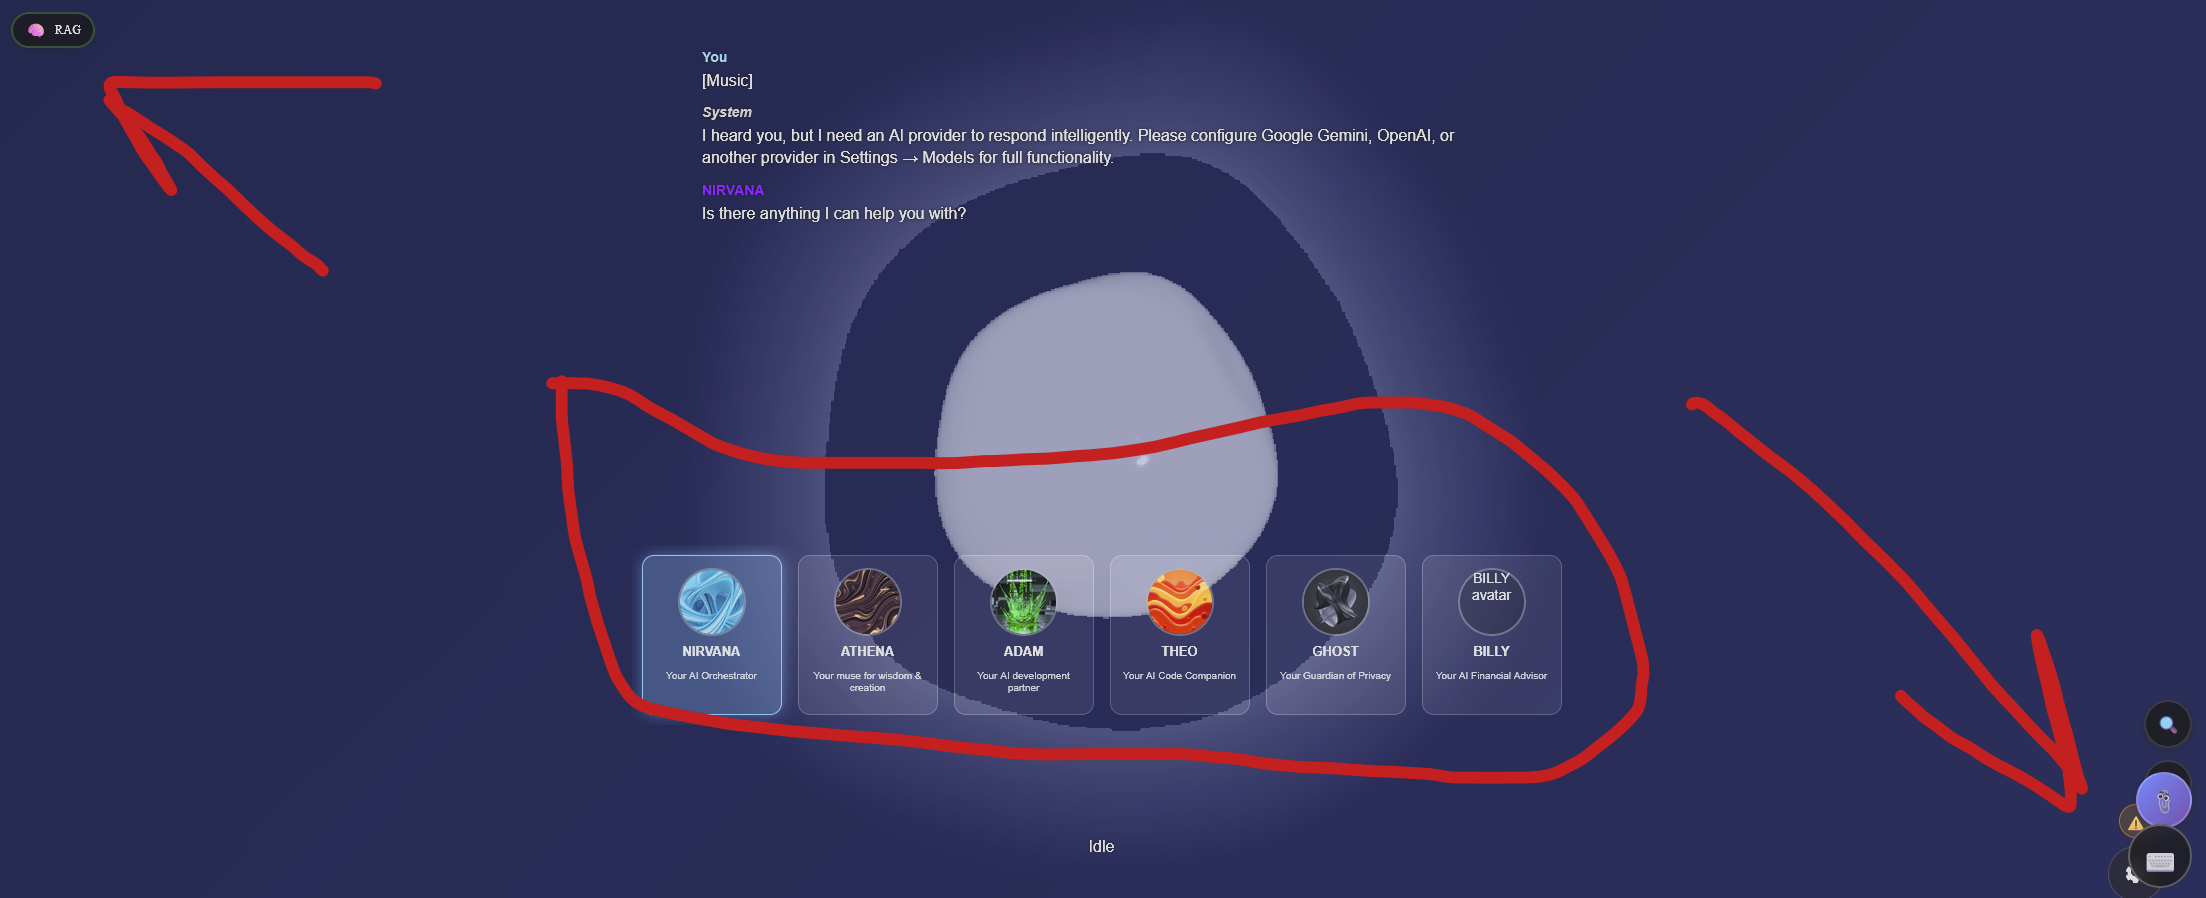 RAG
You
[Music]
System
I heard you, but I need an AI provider to respond intelligently. Please configure Google Gemini, OpenAI, or
another provider in Settings → Models for full functionality.
NIRVANA
Is there anything I can help you with?
NIRVANA
Your AI Orchestrator
ATHENA
Your muse for wisdom &
creation
ADAM
Your AI development
partner
THEO
Your AI Code Companion
GHOST
Your Guardian of Privacy
BILLY
avatar
BILLY
Your AI Financial Advisor
Idle